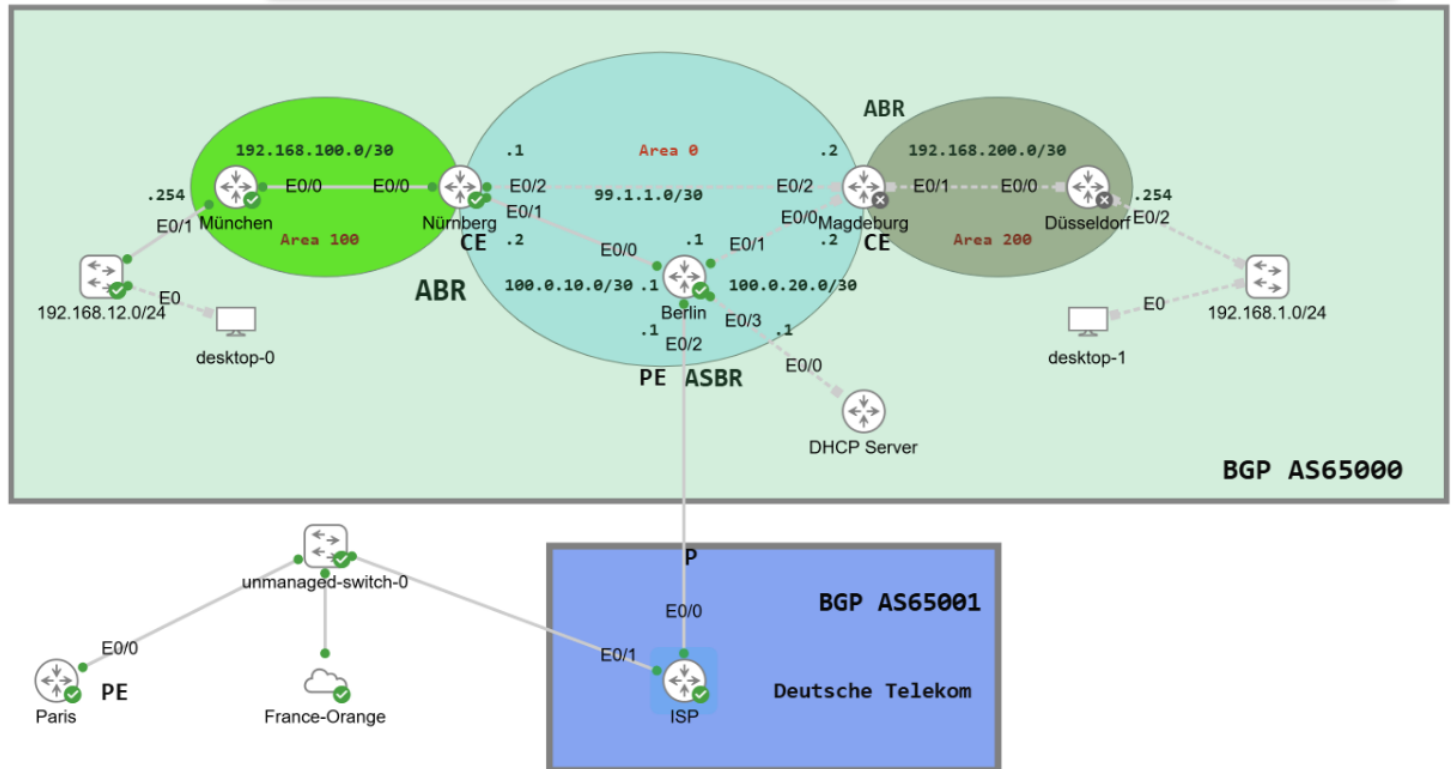 ABR
192.168.100.0/30
.1
Area 0
.2
192.168.200.0/30
.254
E0/0
E0/0
E0/2
E0/2
E0/1
E0/0
.254
99.1.1.0/30
E0/1
München
Nürnberg
E0/1
E0/0
Magdeburg
Düsseldorf
E0/2
Area 100
CE
.2
E0/0
.1
E0/1
.2
CE
Area 200
ABR
100.0.10.0/30
.1
100.0.20.0/30
E0
E0
192.168.12.0/24
Berlin
192.168.1.0/24
.1
E0/3
.1
E0/2
desktop-0
desktop-1
E0/0
PE
ASBR
DHCP Server
BGP AS65000
P
unmanaged-switch-0
BGP AS65001
E0/0
E0/0
E0/1
PE
Deutsche Telekom
Paris
France-Orange
ISP